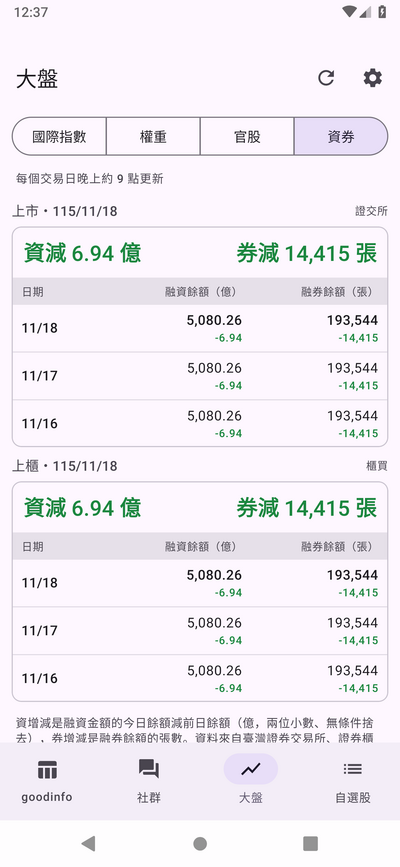 12:37
大盤
國際指數 權重 官股 資券
每個交易日晚上約 9 點更新
上市・115/11/18 證交所
資減 6.94 億 券減 14,415 張
日期 融資餘額（億） 融券餘額（張）
11/18 5,080.26 193,544
-6.94 -14,415
11/17 5,080.26 193,544
-6.94 -14,415
11/16 5,080.26 193,544
-6.94 -14,415
上櫃・115/11/18 櫃買
資減 6.94 億 券減 14,415 張
日期 融資餘額（億） 融券餘額（張）
11/18 5,080.26 193,544
-6.94 -14,415
11/17 5,080.26 193,544
-6.94 -14,415
11/16 5,080.26 193,544
-6.94 -14,415
資增減是融資金額的今日餘額減前日餘額（億，兩位小數、無條件捨
去），券增減是融券餘額的張數。資料來自臺灣證券交易所、證券櫃
goodinfo 社群 大盤 自選股